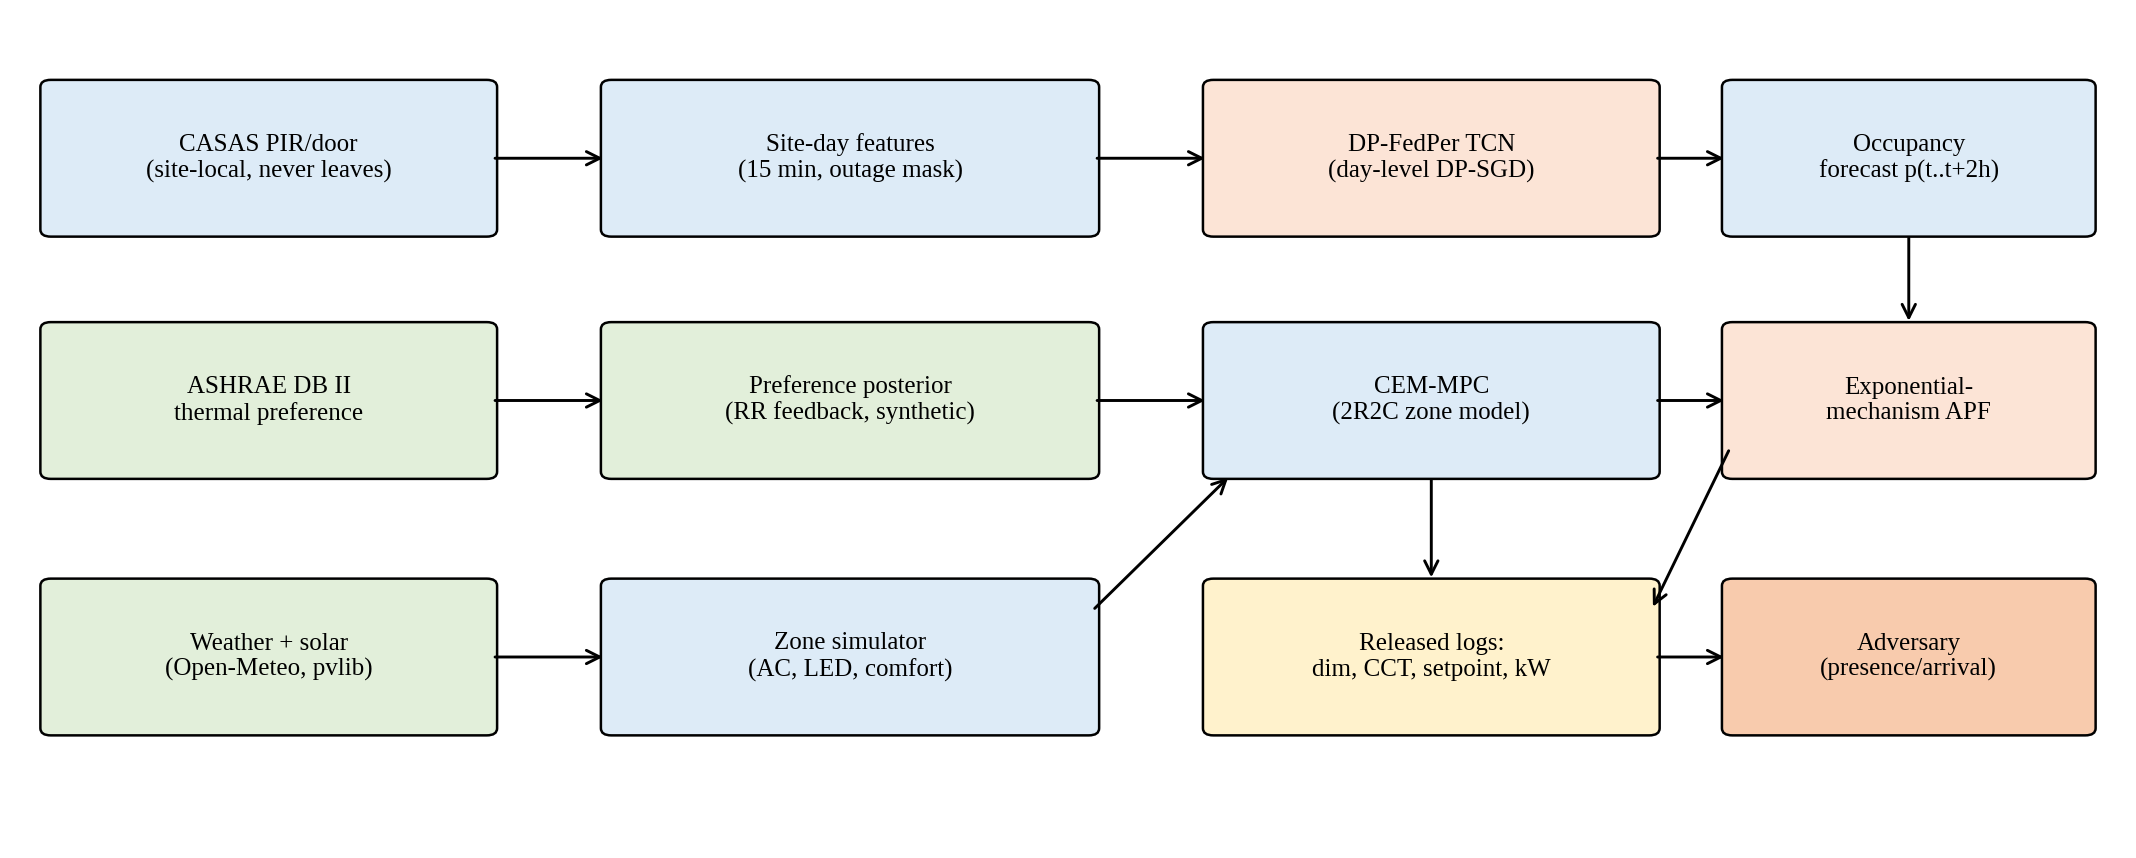 CASAS PIR/door
(site-local, never leaves)
Site-day features
(15 min, outage mask)
DP-FedPer TCN
(day-level DP-SGD)
Occupancy
forecast p(t..t+2h)
ASHRAE DB II
thermal preference
Preference posterior
(RR feedback, synthetic)
CEM-MPC
(2R2C zone model)
Exponential-
mechanism APF
Weather + solar
(Open-Meteo, pvlib)
Zone simulator
(AC, LED, comfort)
Released logs:
dim, CCT, setpoint, kW
Adversary
(presence/arrival)